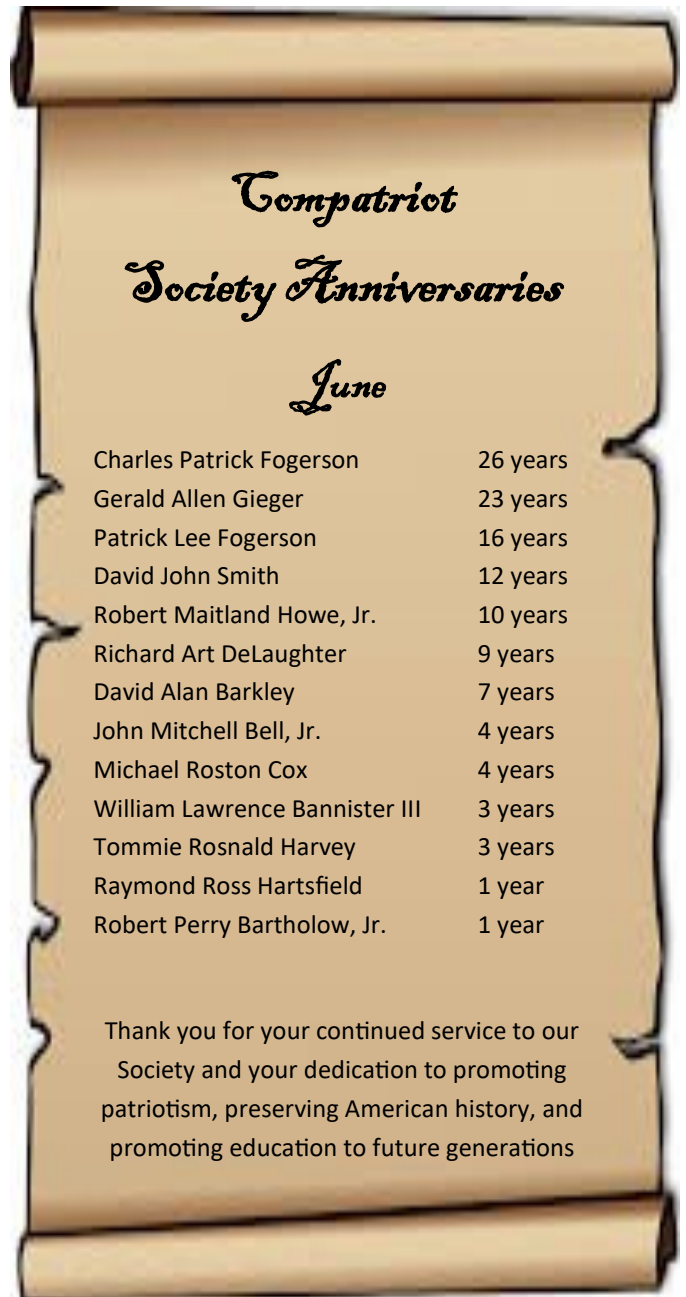 Compatriot
Society Anniversaries
June
Charles Patrick Fogerson 26 years
Gerald Allen Gieger 23 years
Patrick Lee Fogerson 16 years
David John Smith 12 years
Robert Maitland Howe, Jr. 10 years
Richard Art DeLaughter 9 years
David Alan Barkley 7 years
John Mitchell Bell, Jr. 4 years
Michael Roston Cox 4 years
William Lawrence Bannister III 3 years
Tommie Rosnald Harvey 3 years
Raymond Ross Hartsfield 1 year
Robert Perry Bartholow, Jr. 1 year
Thank you for your continued service to our
Society and your dedication to promoting
patriotism, preserving American history, and
promoting education to future generations